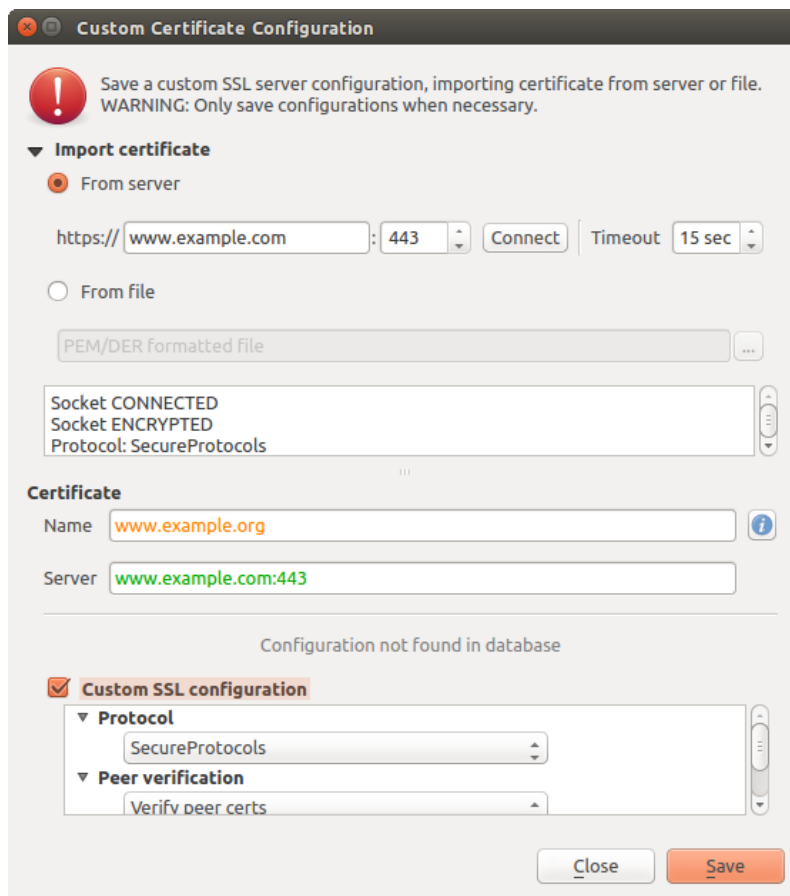 Custom Certificate Configuration
Save a custom SSL server configuration, importing certificate from server or file.
WARNING: Only save configurations when necessary.
Import certificate
From server
https:// www.example.com : 443 Connect Timeout 15 sec
From file
PEM/DER formatted file ...
Socket CONNECTED
Socket ENCRYPTED
Protocol: SecureProtocols
Certificate
Name www.example.org
Server www.example.com:443
Configuration not found in database
Custom SSL configuration
Protocol
SecureProtocols
Peer verification
Verify peer certs
Close Save